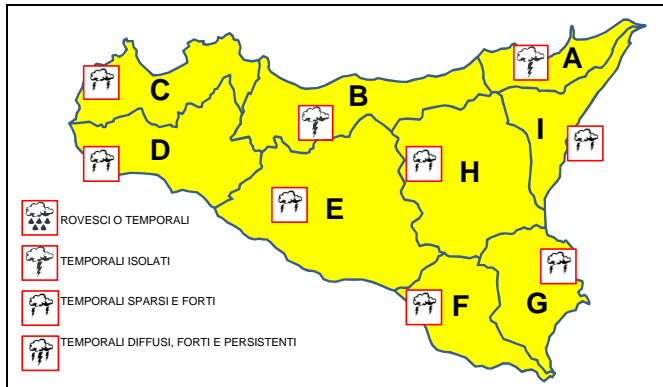 A
C
B
I
D
H
E
ROVESCI O TEMPORALI
TEMPORALI ISOLATI
TEMPORALI SPARSI E FORTI
F
G
TEMPORALI DIFFUSI, FORTI E PERSISTENTI